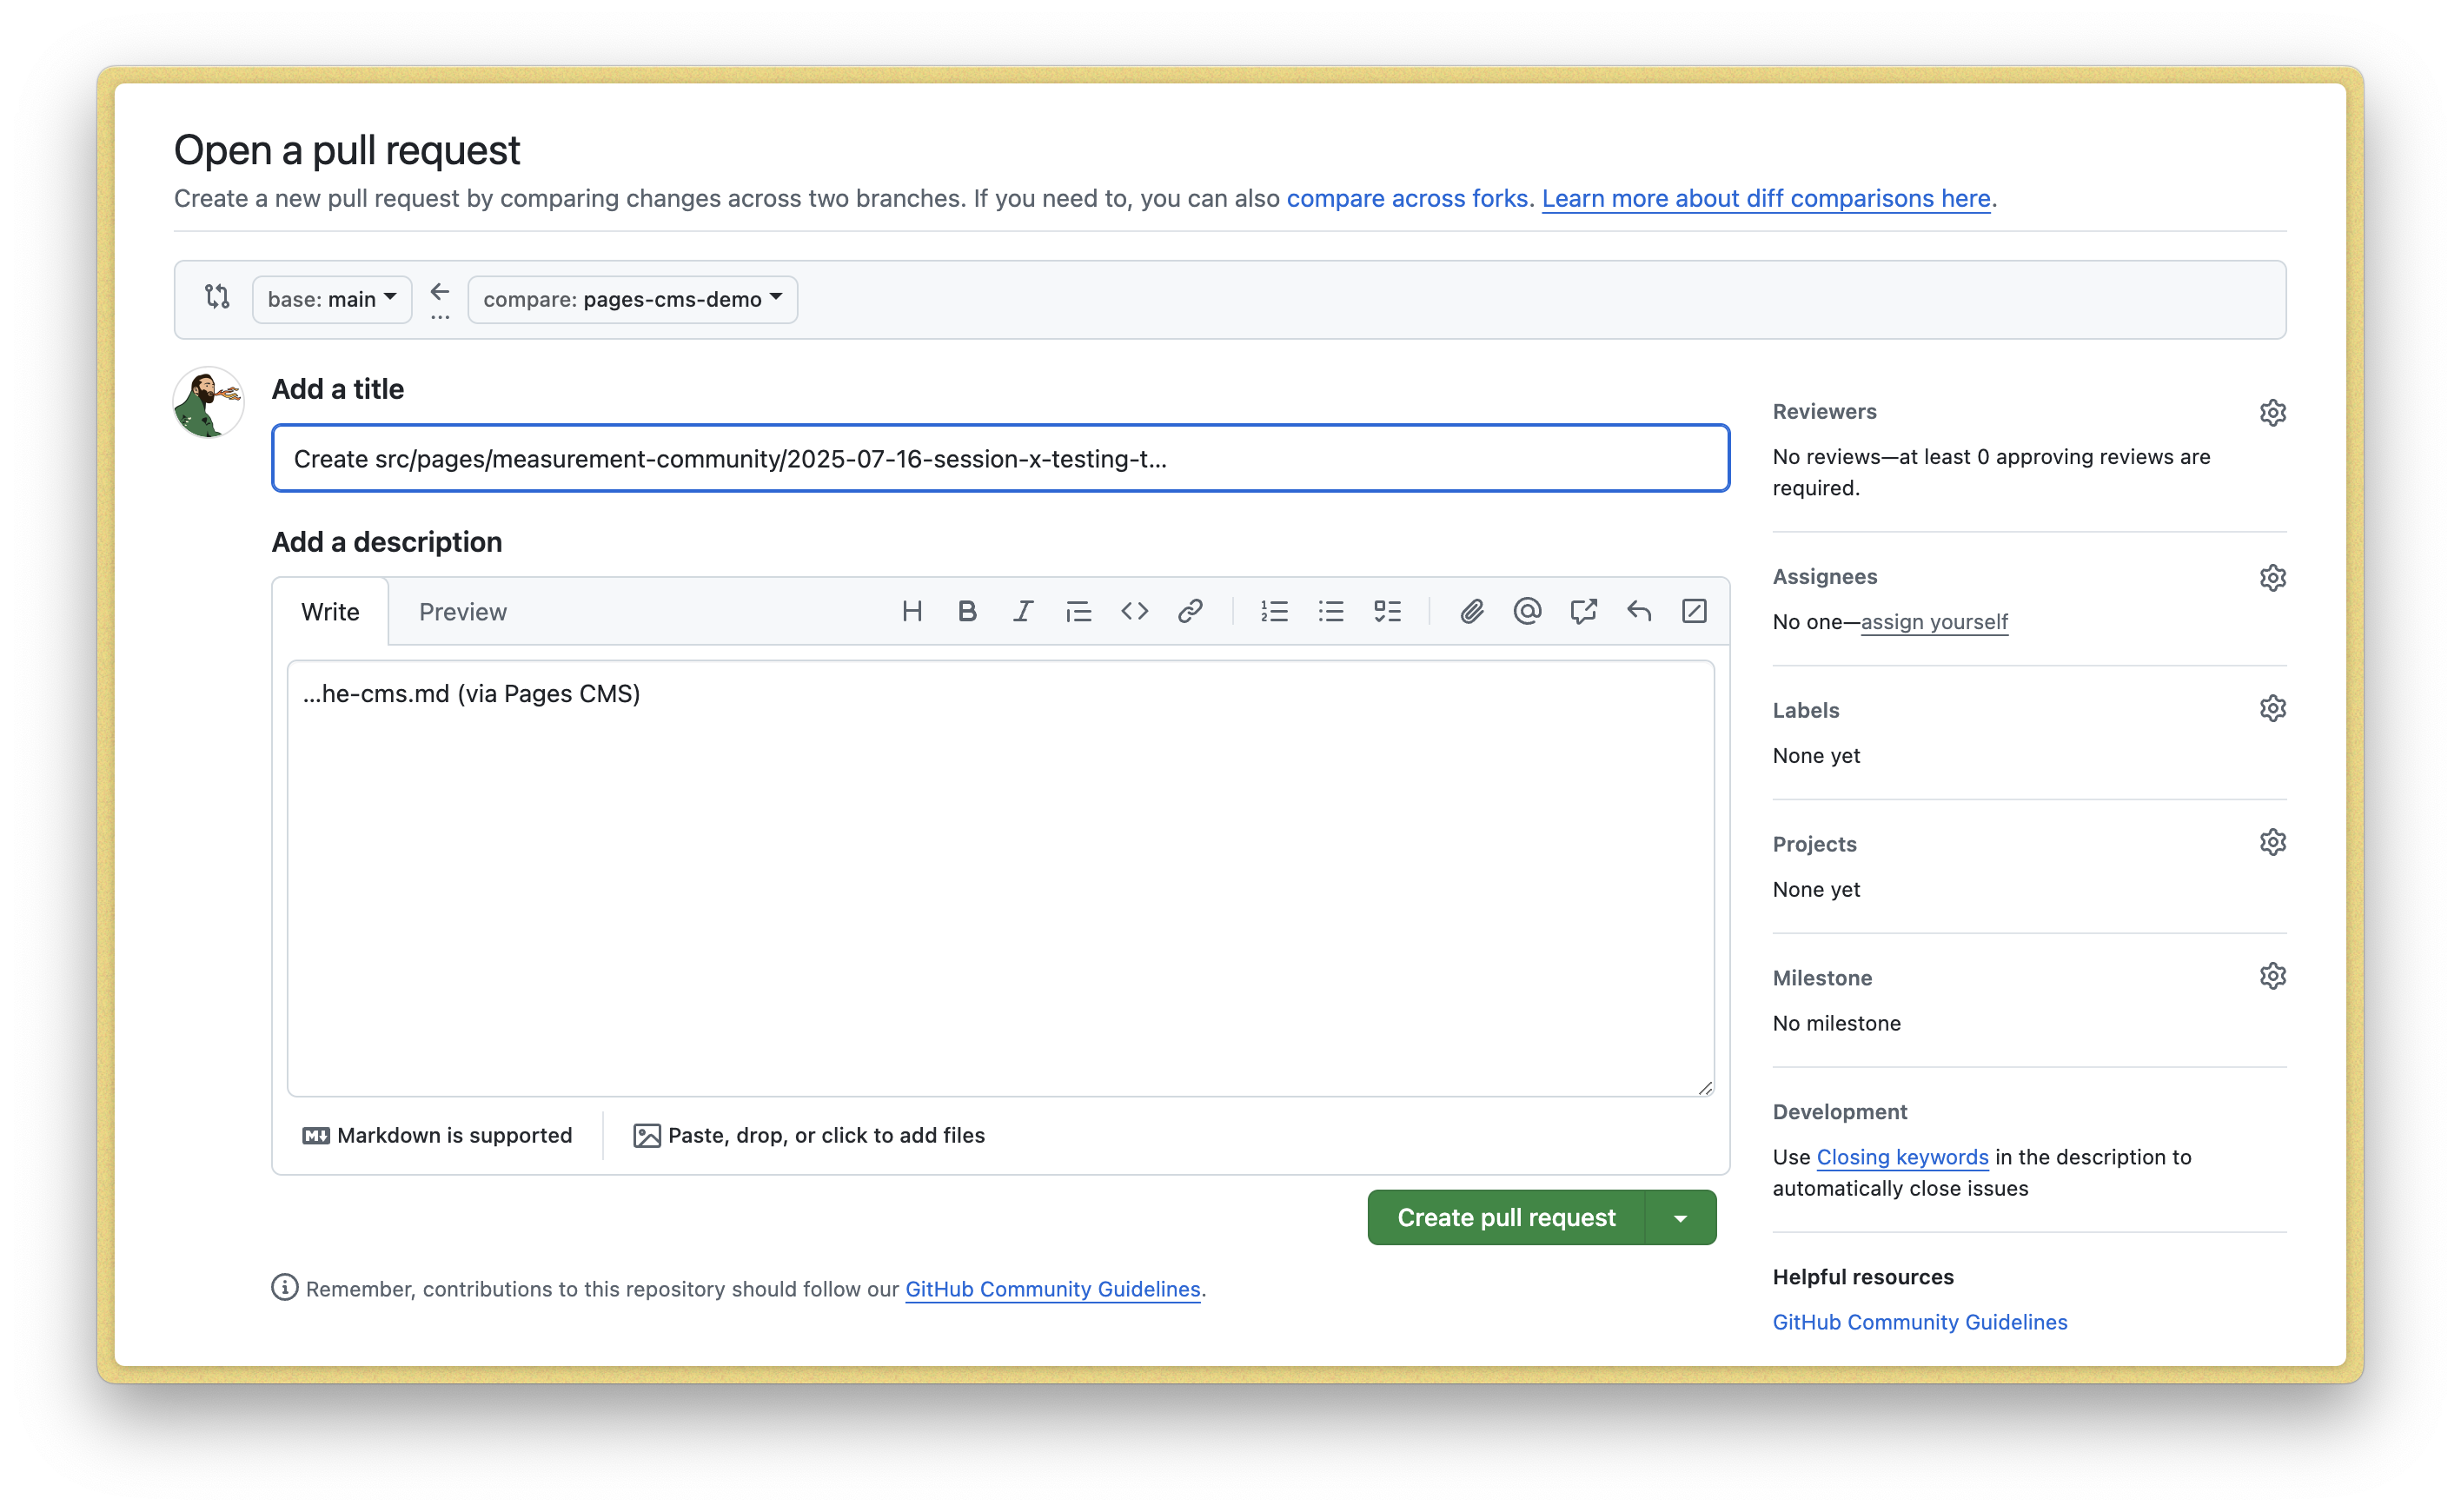 Open a pull request
Create a new pull request by comparing changes across two branches. If you need to, you can also compare across forks. Learn more about diff comparisons here.
base: main
...
compare: pages-cms-demo
Add a title
Create src/pages/measurement-community/2025-07-16-session-x-testing-t...
Add a description
Write
Preview
...he-cms.md (via Pages CMS)
Markdown is supported
Paste, drop, or click to add files
Create pull request
Remember, contributions to this repository should follow our GitHub Community Guidelines.
Reviewers
No reviews—at least 0 approving reviews are
required.
Assignees
No one—assign yourself
Labels
None yet
Projects
None yet
Milestone
No milestone
Development
Use Closing keywords in the description to
automatically close issues
Helpful resources
GitHub Community Guidelines